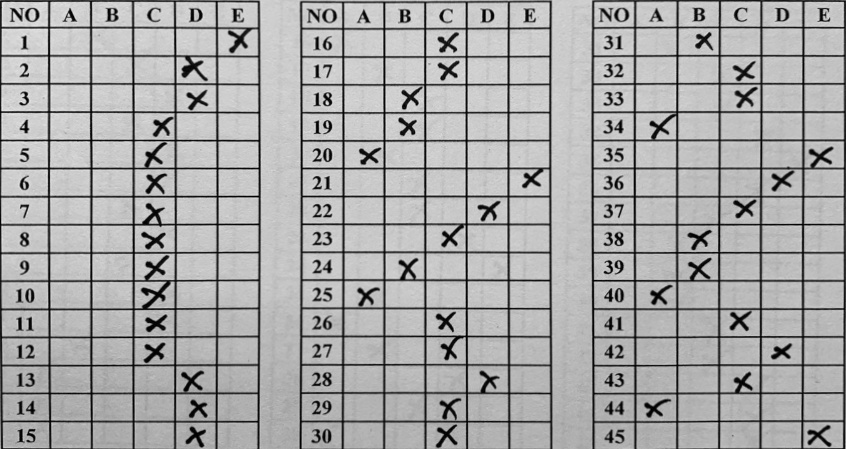 NO A B C D E NO A B C D E NO A B C D E
1 X 16 X 31 X
2 X 17 X 32 X
3 X 18 X 33 X
4 X 19 X 34 X
5 X 20 X 35 X
6 X 21 X 36 X
7 X 22 X 37 X
8 X 23 X 38 X
9 X 24 X 39 X
10 X 25 X 40 X
11 X 26 X 41 X
12 X 27 X 42 X
13 X 28 X 43 X
14 X 29 X 44 X
15 X 30 X 45 X